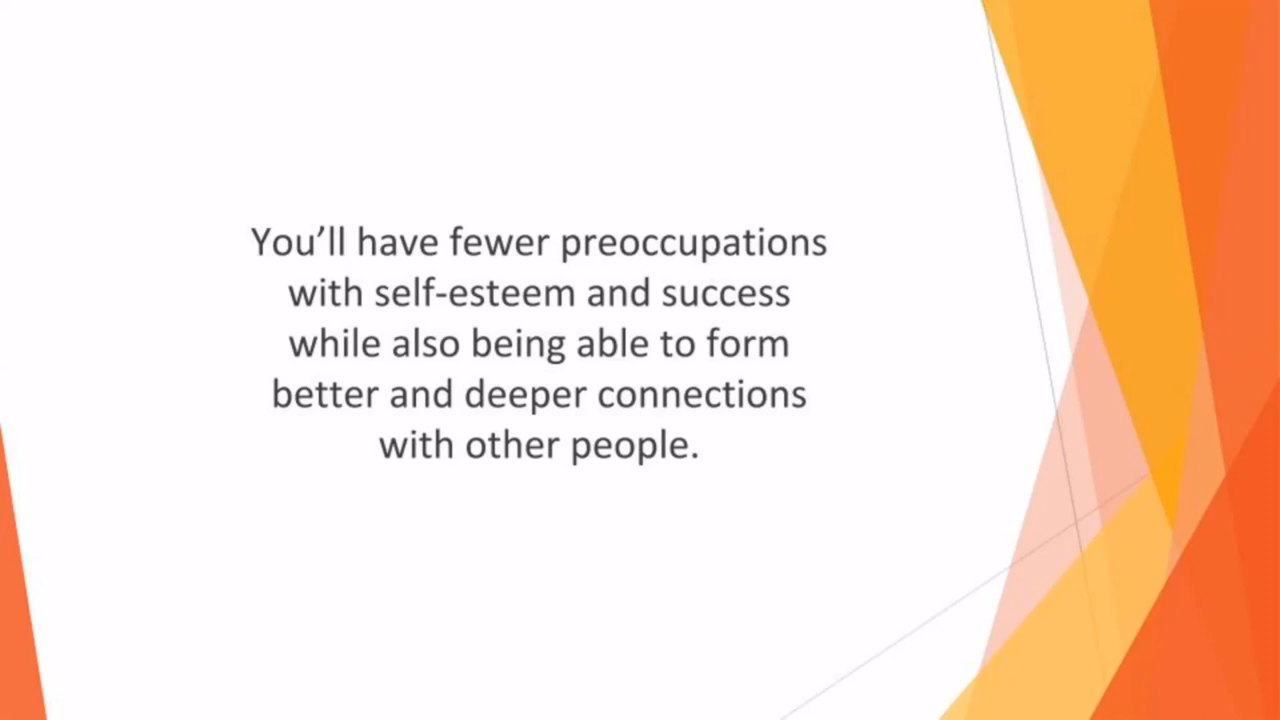 You’ll have fewer preoccupations
with self-esteem and success
while also being able to form
better and deeper connections
with other people.